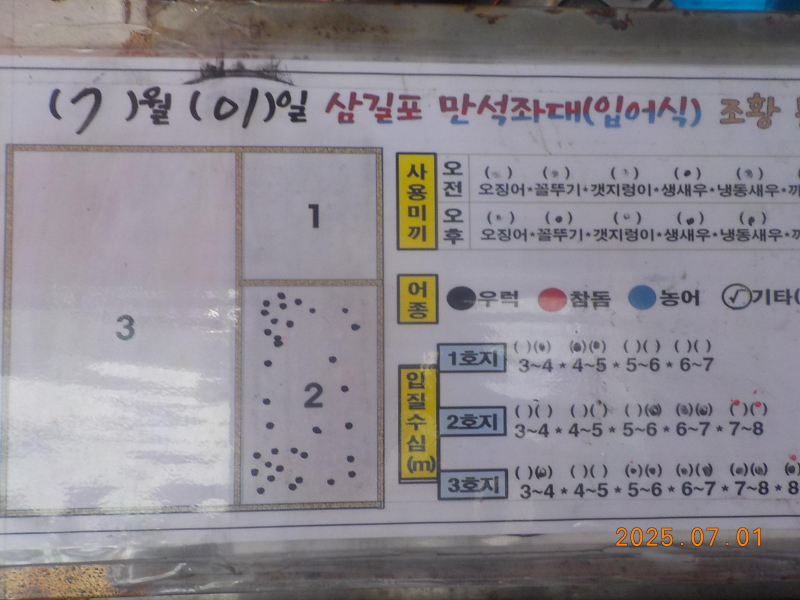 (7)월 (01)일 삼길포 만석좌대(입어식) 조황
1
2
3
사용미끼
오전 ( ) ( ) ( ) ( ) ( )
오징어*꼴뚜기*갯지렁이*생새우*냉동새우*
오후 ( ) ( ) ( ) ( ) ( )
오징어*꼴뚜기*갯지렁이*생새우*냉동새우*
어종 우럭 참돔 농어 ✓기타(
입질수심(m)
1호지 ( )( ) ( )( ) ( )( ) ( )( )
3~4 * 4~5 * 5~6 * 6~7
2호지 ( )( ) ( )( ) ( )( ) ( )( ) ( )( )
3~4 * 4~5 * 5~6 * 6~7 * 7~8
3호지 ( )( ) ( )( ) ( )( ) ( )( ) ( )( ) ( )
3~4 * 4~5 * 5~6 * 6~7 * 7~8 * 8
2025.07.01